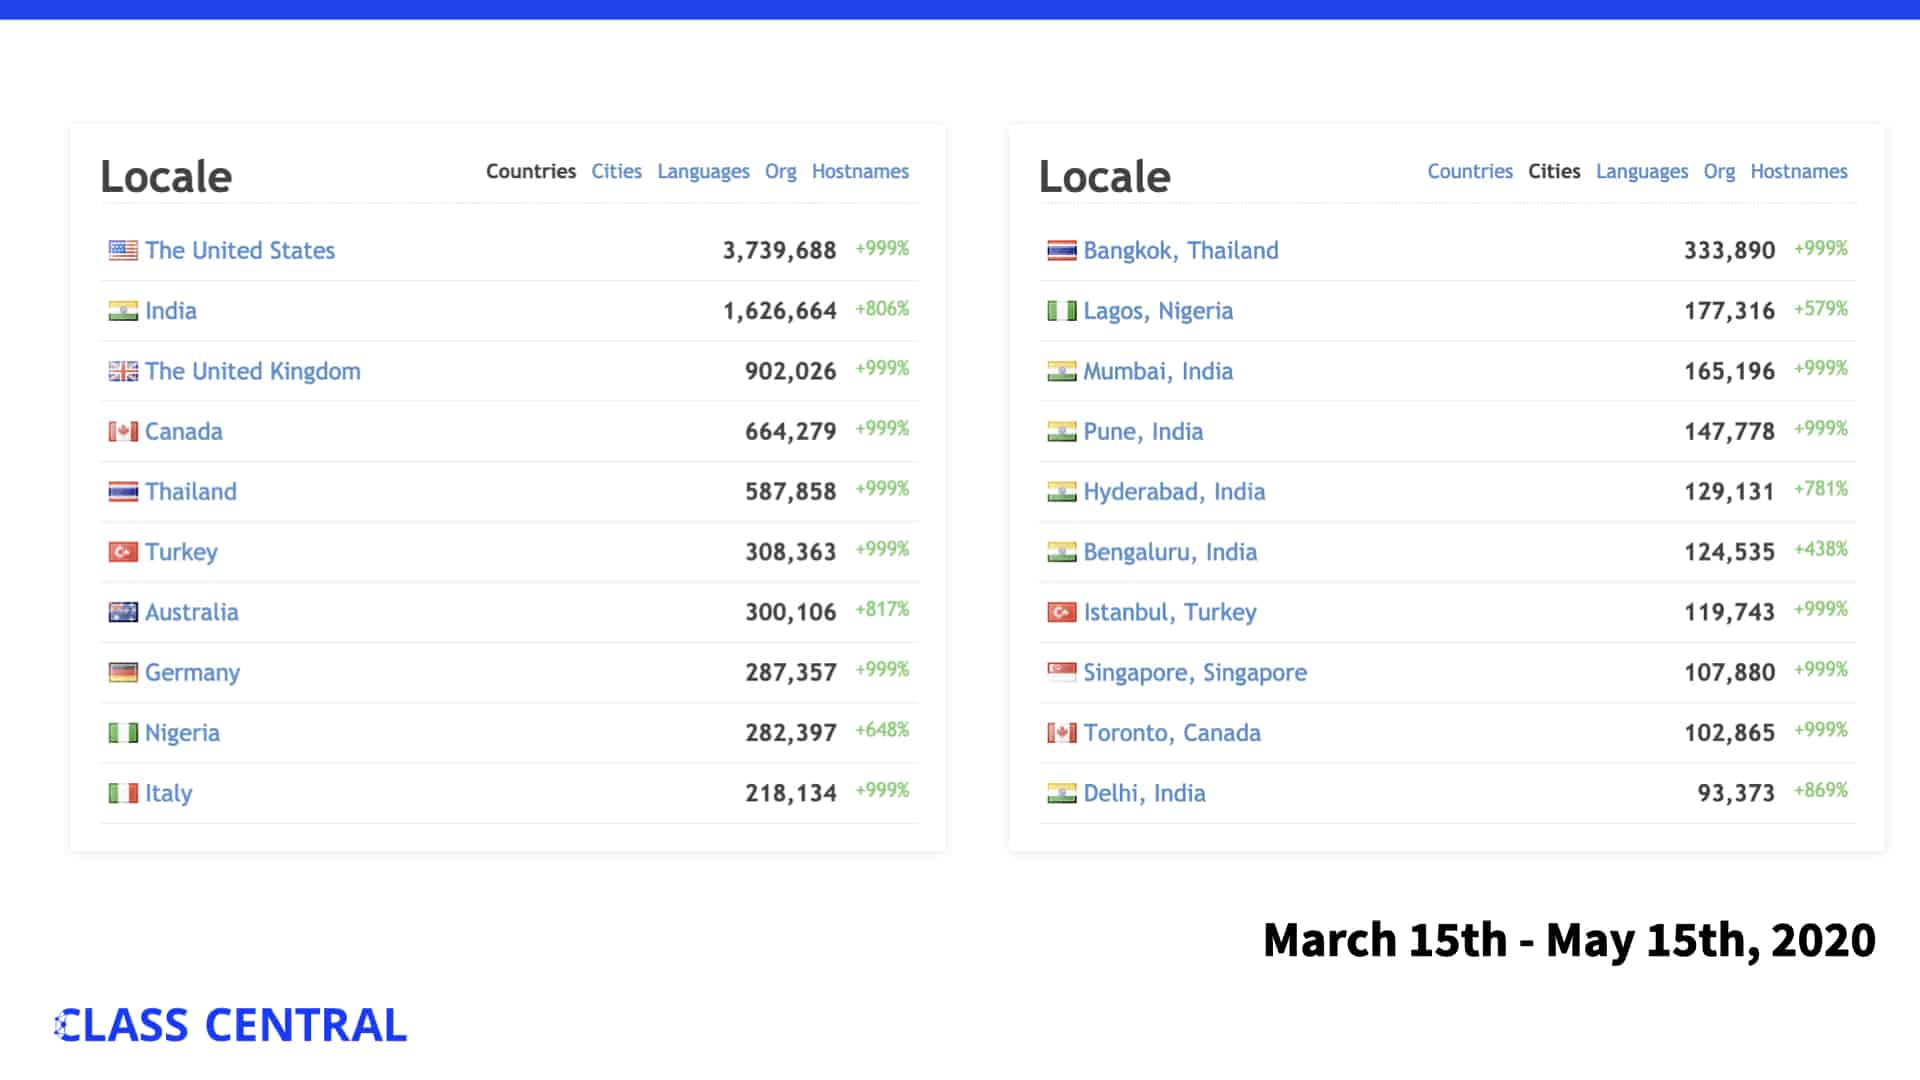 Locale Countries Cities Languages Org Hostnames
The United States 3,739,688 +999%
India 1,626,664 +806%
The United Kingdom 902,026 +999%
Canada 664,279 +999%
Thailand 587,858 +999%
Turkey 308,363 +999%
Australia 300,106 +817%
Germany 287,357 +999%
Nigeria 282,397 +648%
Italy 218,134 +999%
Locale Countries Cities Languages Org Hostnames
Bangkok, Thailand 333,890 +999%
Lagos, Nigeria 177,316 +579%
Mumbai, India 165,196 +999%
Pune, India 147,778 +999%
Hyderabad, India 129,131 +781%
Bengaluru, India 124,535 +438%
Istanbul, Turkey 119,743 +999%
Singapore, Singapore 107,880 +999%
Toronto, Canada 102,865 +999%
Delhi, India 93,373 +869%
March 15th - May 15th, 2020
CLASS CENTRAL